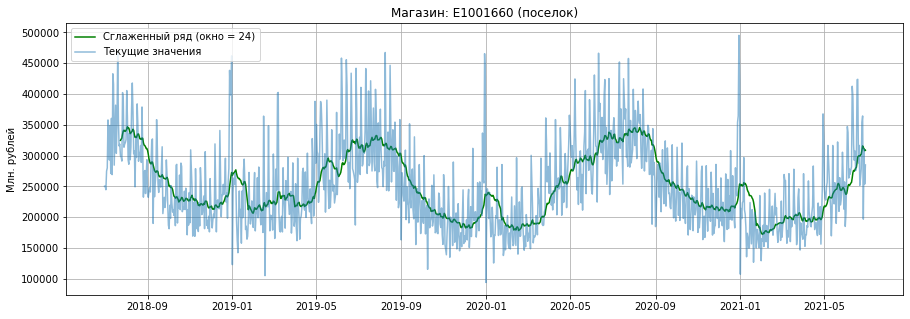 Магазин: E1001660 (поселок)
Сглаженный ряд (окно = 24)
Текущие значения
Млн. рублей
500000
450000
400000
350000
300000
250000
200000
150000
100000
2018-09 2019-01 2019-05 2019-09 2020-01 2020-05 2020-09 2021-01 2021-05